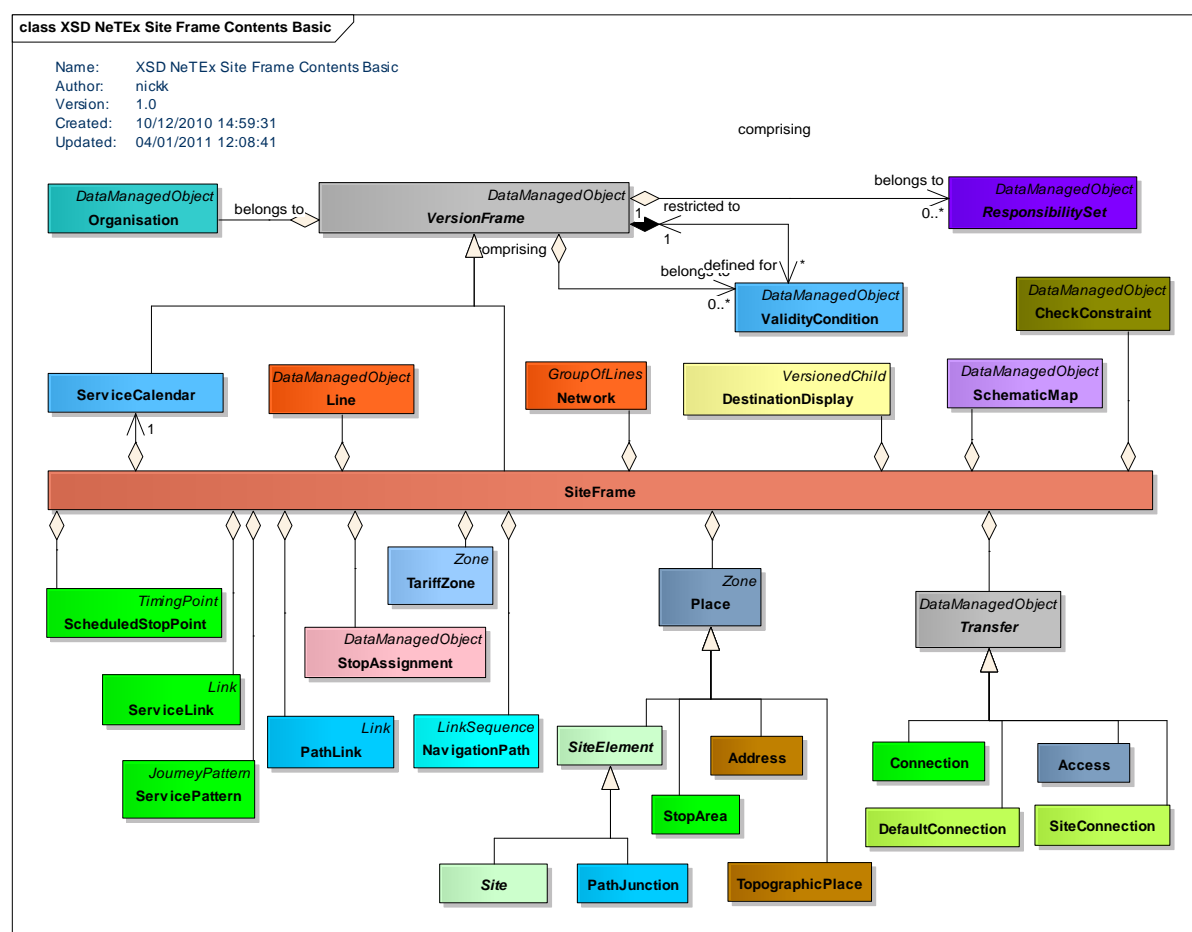 class XSD NeTEx Site Frame Contents Basic
Name: XSD NeTEx Site Frame Contents Basic
Author: nickk
Version: 1.0
Created: 10/12/2010 14:59:31
Updated: 04/01/2011 12:08:41
comprising
DataManagedObject
Organisation
belongs to
DataManagedObject
VersionFrame
1
restricted to
1
belongs to
0..*
DataManagedObject
ResponsibilitySet
comprising
belongs to
defined for
*
0..*
DataManagedObject
ValidityCondition
DataManagedObject
CheckConstraint
ServiceCalendar
1
DataManagedObject
Line
GroupOfLines
Network
VersionedChild
DestinationDisplay
DataManagedObject
SchematicMap
SiteFrame
TimingPoint
ScheduledStopPoint
Link
ServiceLink
JourneyPattern
ServicePattern
Link
PathLink
DataManagedObject
StopAssignment
Zone
TariffZone
LinkSequence
NavigationPath
Zone
Place
DataManagedObject
Transfer
SiteElement
Address
StopArea
Site
PathJunction
TopographicPlace
Connection
Access
DefaultConnection
SiteConnection